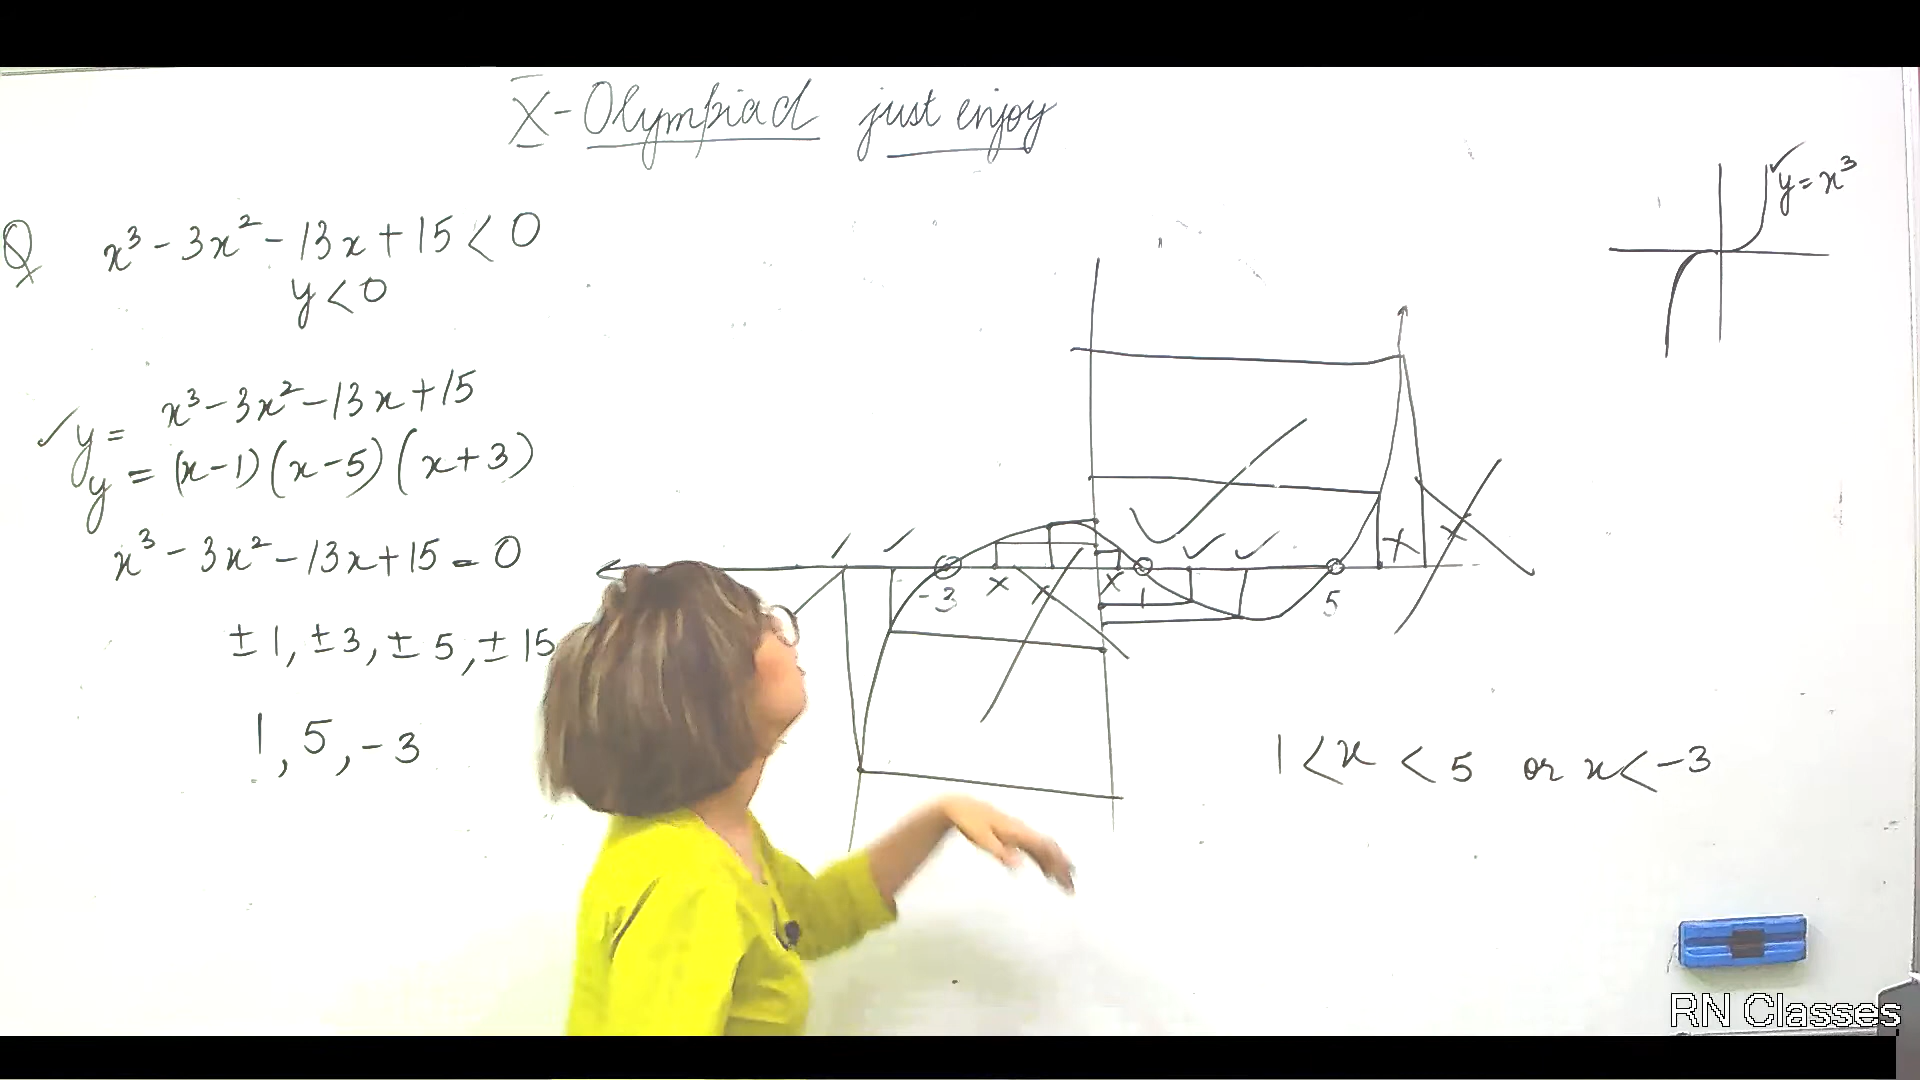 X - Olympiad just enjoy
y = x³
Q x³ - 3x² - 13x + 15 < 0
y < 0
✓ y = x³ - 3x² - 13x + 15
y = (x-1)(x-5)(x+3)
x³ - 3x² - 13x + 15 = 0
± 1, ± 3, ± 5, ± 15
1, 5, -3
-3 x x x 1 5 x x
1 < x < 5 or x < -3
RN Classes